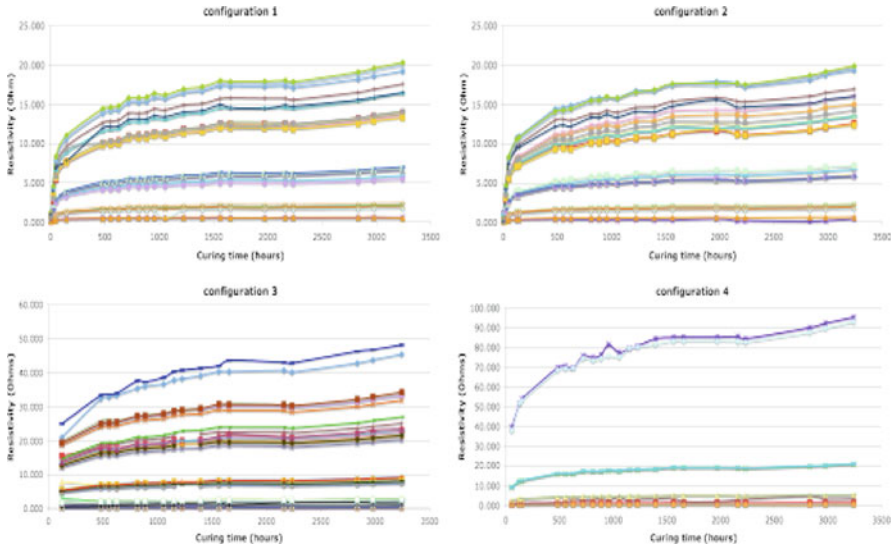 configuration 1
25.000
20.000
15.000
10.000
5.000
0.000
Resistivity (Ohm)
0 500 1000 1500 2000 2500 3000 3500
Curing time (hours)
configuration 2
25.000
20.000
15.000
10.000
5.000
0.000
Resistivity (Ohm)
0 500 1000 1500 2000 2500 3000 3500
Curing time (hours)
configuration 3
60.000
50.000
40.000
30.000
20.000
10.000
0.000
Resistivity (Ohms)
0 500 1000 1500 2000 2500 3000 3500
Curing time (hours)
configuration 4
100.000
90.000
80.000
70.000
60.000
50.000
40.000
30.000
20.000
10.000
0.000
Resistivity (Ohms)
0 500 1000 1500 2000 2500 3000 3500
Curing time (hours)